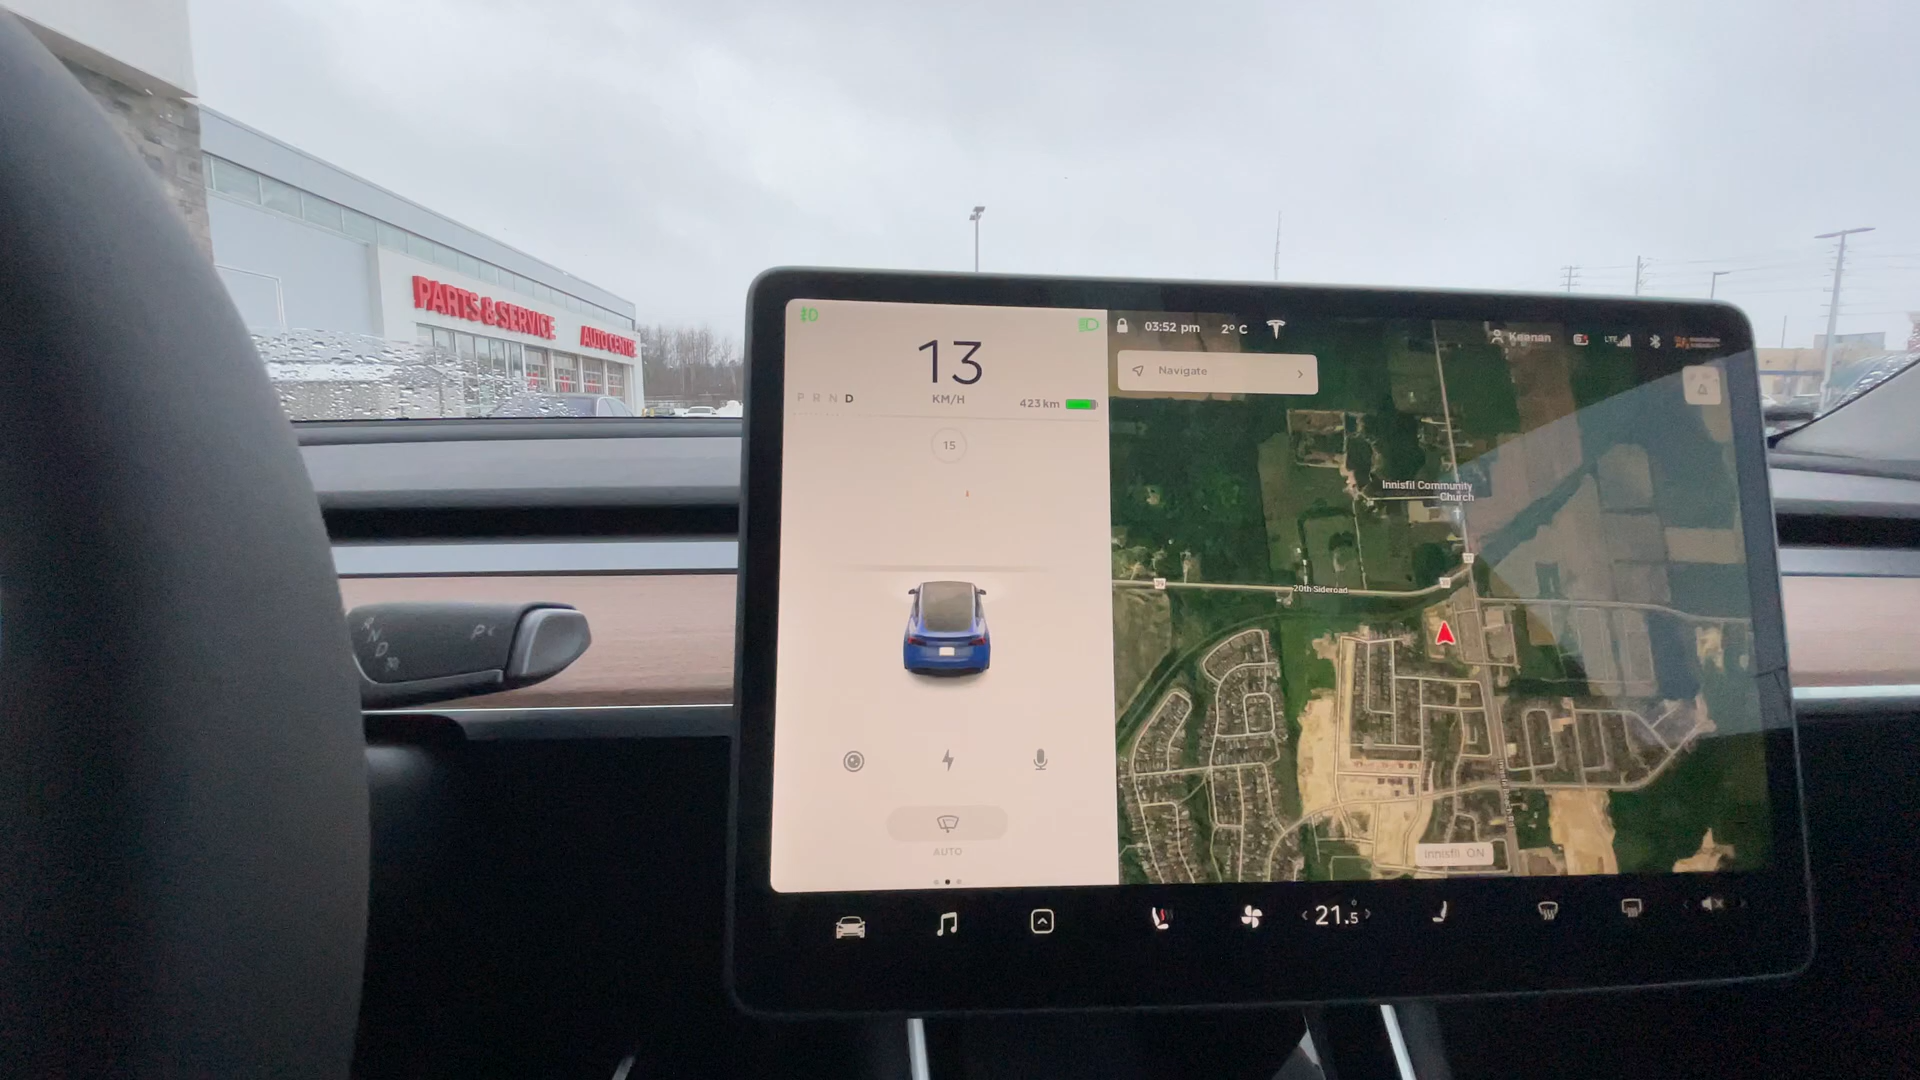 PARTS & SERVICE
AUTO CENTRE
13
KM/H
P R N D
423 km
15
AUTO
03:52 pm
2° C
Keenan
LTE
Navigate
Innisfil Community
Church
39
20th Sideroad
Innisfil ON
R
N
D
P
21.5